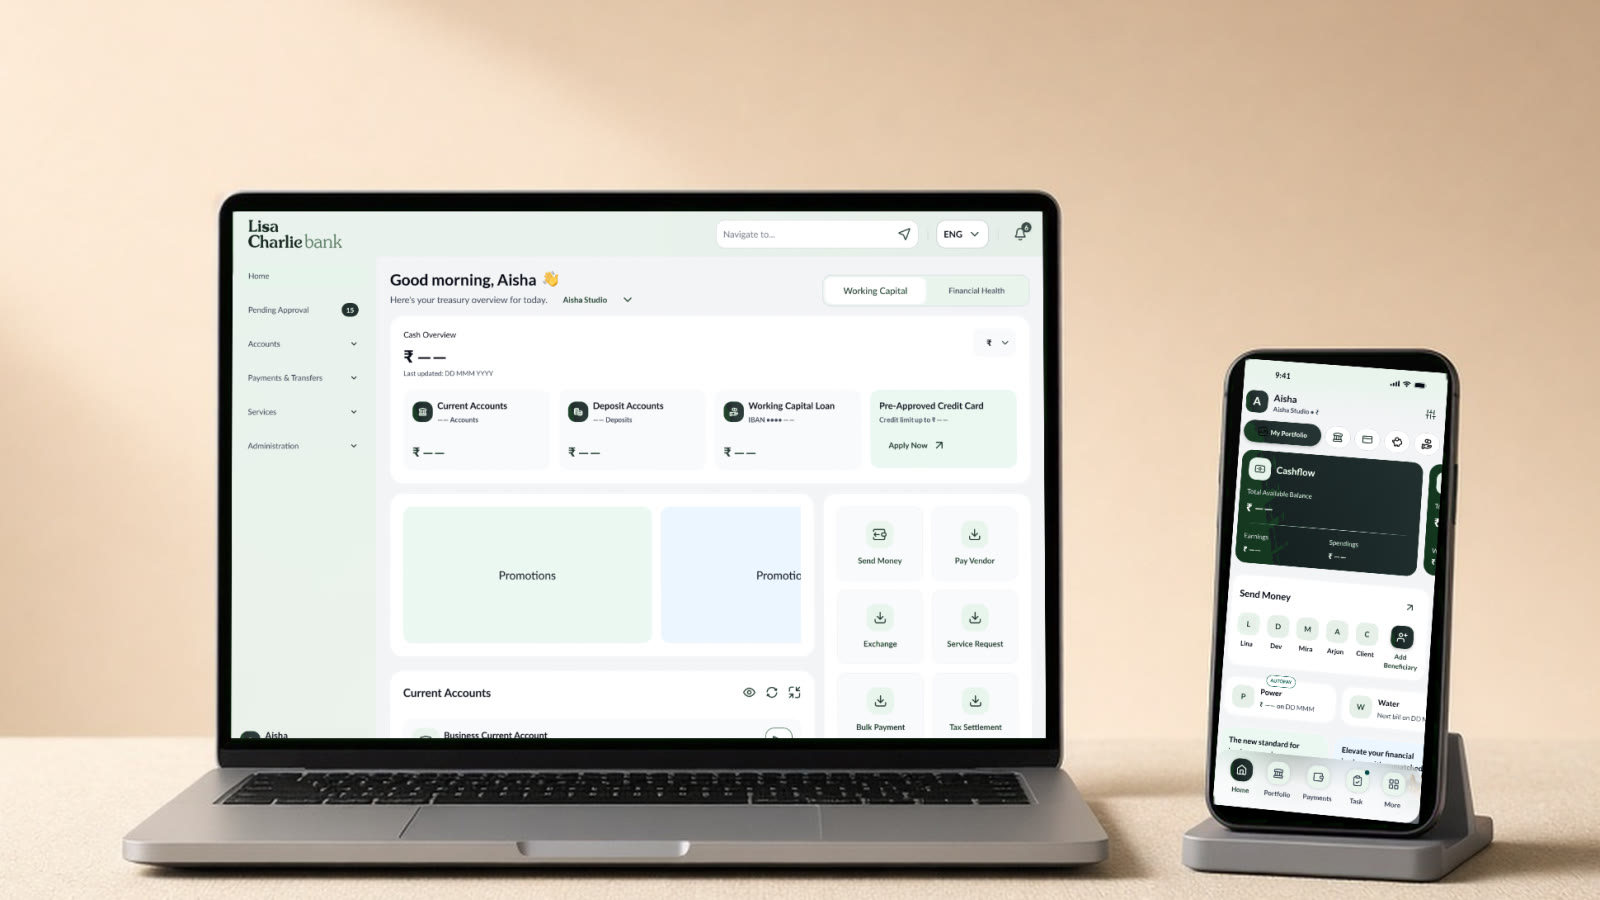 Lisa
Charlie bank
Navigate to...
ENG
6
Home
Pending Approval
15
Accounts
Payments & Transfers
Services
Administration
Aisha
Good morning, Aisha 👋
Here's your treasury overview for today.
Aisha Studio
Working Capital
Financial Health
Cash Overview
₹ – –
Last updated: DD MMM YYYY
₹
Current Accounts
–– Accounts
₹ – –
Deposit Accounts
–– Deposits
₹ – –
Working Capital Loan
IBAN •••• ––
₹ – –
Pre-Approved Credit Card
Credit limit up to ₹ ––
Apply Now
Promotions
Promotio
Send Money
Pay Vendor
Exchange
Service Request
Bulk Payment
Tax Settlement
Current Accounts
Business Current Account
9:41
A
Aisha
Aisha Studio • ₹
My Portfolio
Cashflow
Total Available Balance
₹ – –
Earnings
₹ ––
Spendings
₹ ––
Send Money
L
D
M
A
C
Lina
Dev
Mira
Arjun
Client
Add
Beneficiary
AUTOPAY
P
Power
₹ –– on DD MMM
W
Water
Next bill on DD M
The new standard for
Elevate your financial
Home
Portfolio
Payments
Task
More